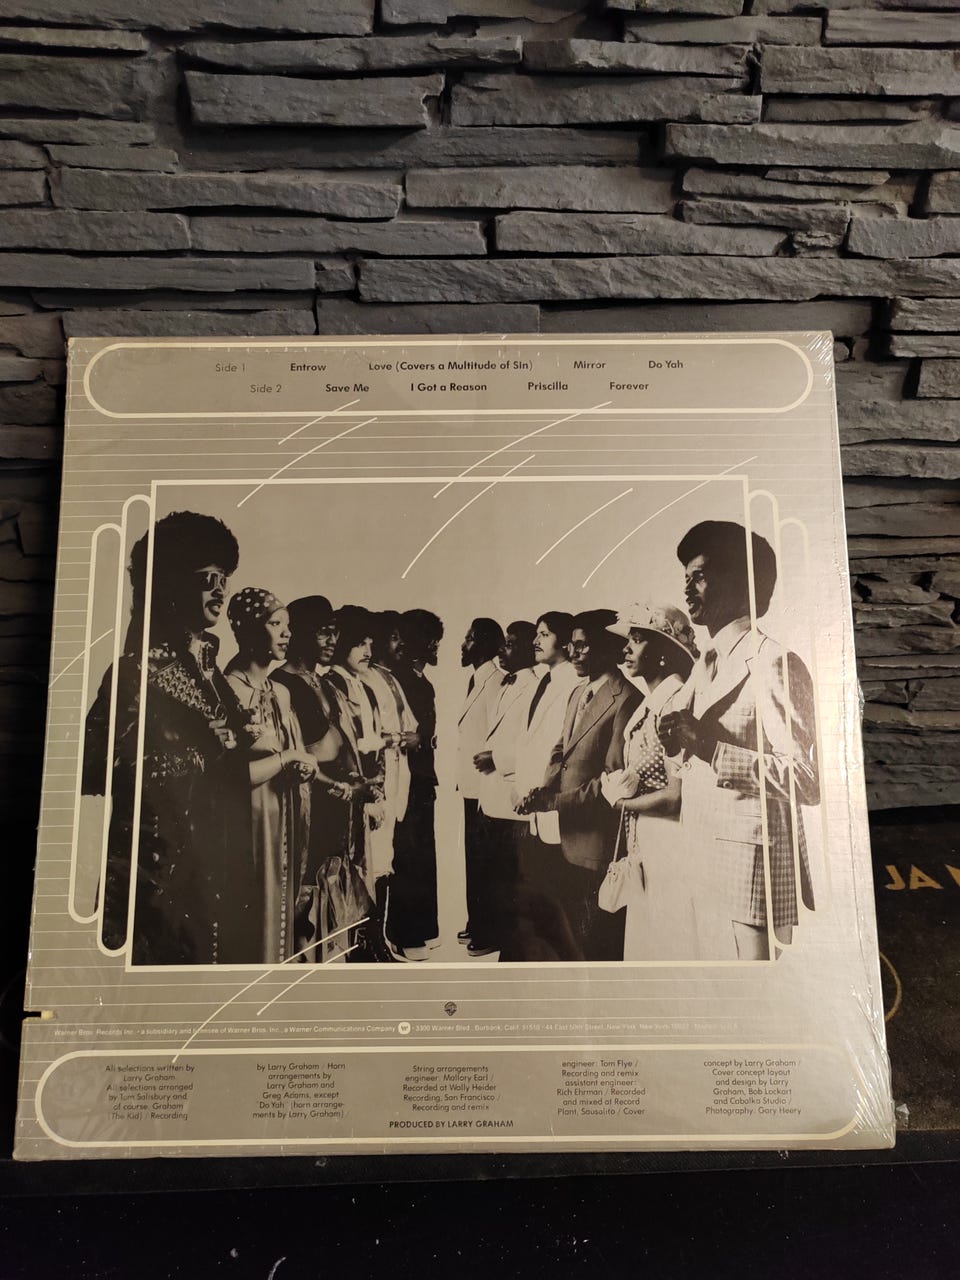 Side 1 Entrow Love (Covers a Multitude of Sin) Mirror Do Yah
Side 2 Save Me I Got a Reason Priscilla Forever
JA
Warner Bros. Records Inc. • a subsidiary and licensee of Warner Bros. Inc., a Warner Communications Company • 3300 Warner Blvd., Burbank, Calif. 91510 • 44 East 50th Street, New York, New York 10022
All selections written by
Larry Graham
All selections arranged
by Tom Salisbury and
of course, Graham
(The Kid) / Recording
by Larry Graham / Horn
arrangements by
Larry Graham and
Greg Adams, except
"Do Yah" (horn arrange-
ments by Larry Graham)
String arrangements
engineer: Mallory Earl /
Recorded at Wally Heider
Recording, San Francisco /
Recording and remix
engineer: Tom Flye /
Recording and remix
assistant engineer:
Rich Ehrman / Recorded
and mixed at Record
Plant, Sausalito / Cover
concept by Larry Graham /
Cover concept layout
and design by Larry
Graham, Bob Lockart
and Cabalka Studio /
Photography: Gary Heery
PRODUCED BY LARRY GRAHAM